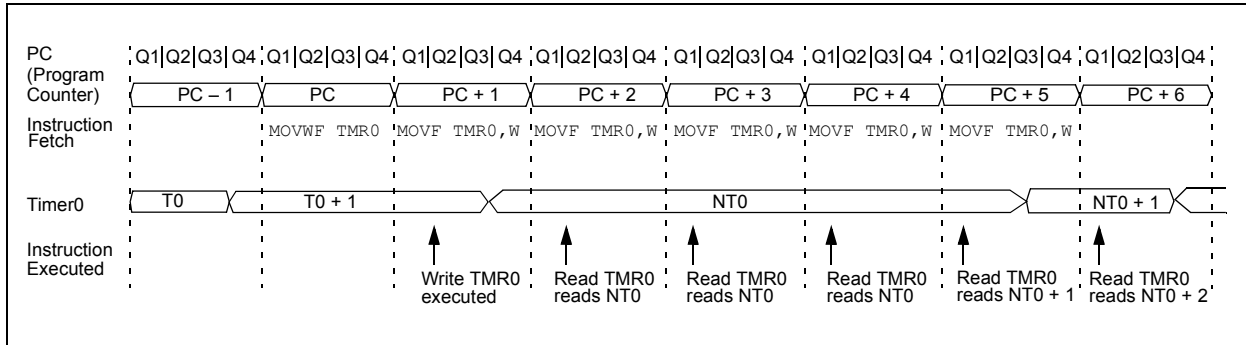 PC (Program Counter)
Q1|Q2|Q3|Q4 Q1|Q2|Q3|Q4 Q1|Q2|Q3|Q4 Q1|Q2|Q3|Q4 Q1|Q2|Q3|Q4 Q1|Q2|Q3|Q4 Q1|Q2|Q3|Q4 Q1|Q2|Q3|Q4
PC – 1 PC PC + 1 PC + 2 PC + 3 PC + 4 PC + 5 PC + 6
Instruction Fetch
MOVWF TMR0 MOVF TMR0,W MOVF TMR0,W MOVF TMR0,W MOVF TMR0,W MOVF TMR0,W
Timer0 T0 T0 + 1 NT0 NT0 + 1
Instruction Executed
Write TMR0 executed
Read TMR0 reads NT0
Read TMR0 reads NT0
Read TMR0 reads NT0
Read TMR0 reads NT0 + 1
Read TMR0 reads NT0 + 2